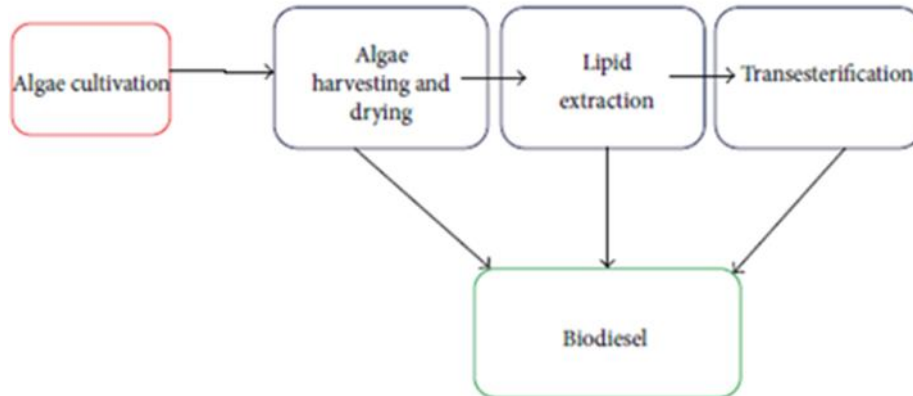 Algae cultivation
Algae
harvesting and
drying
Lipid
extraction
Transesterification
Biodiesel